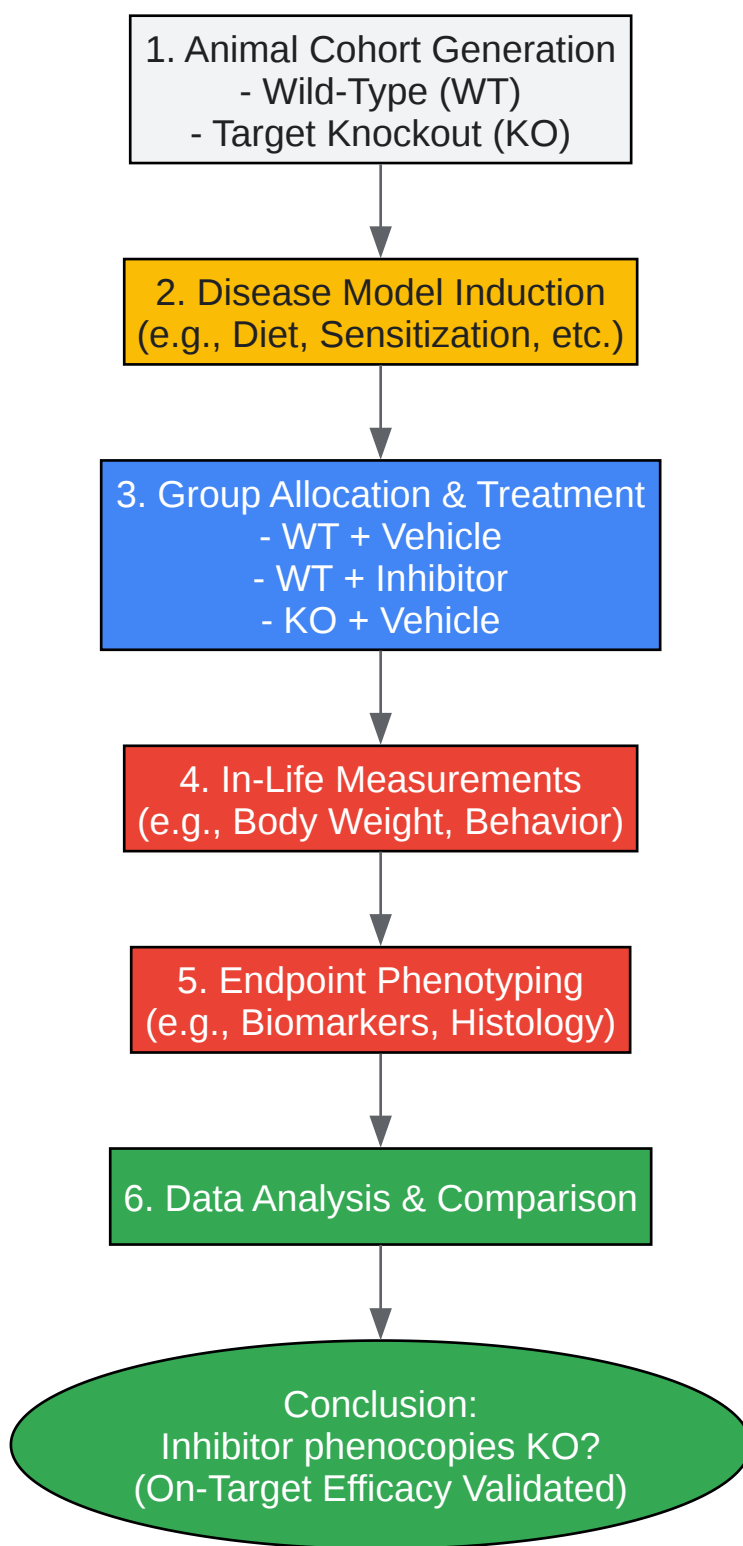 1. Animal Cohort Generation
- Wild-Type (WT)
- Target Knockout (KO)
2. Disease Model Induction
(e.g., Diet, Sensitization, etc.)
3. Group Allocation & Treatment
- WT + Vehicle
- WT + Inhibitor
- KO + Vehicle
4. In-Life Measurements
(e.g., Body Weight, Behavior)
5. Endpoint Phenotyping
(e.g., Biomarkers, Histology)
6. Data Analysis & Comparison
Conclusion:
Inhibitor phenocopies KO?
(On-Target Efficacy Validated)